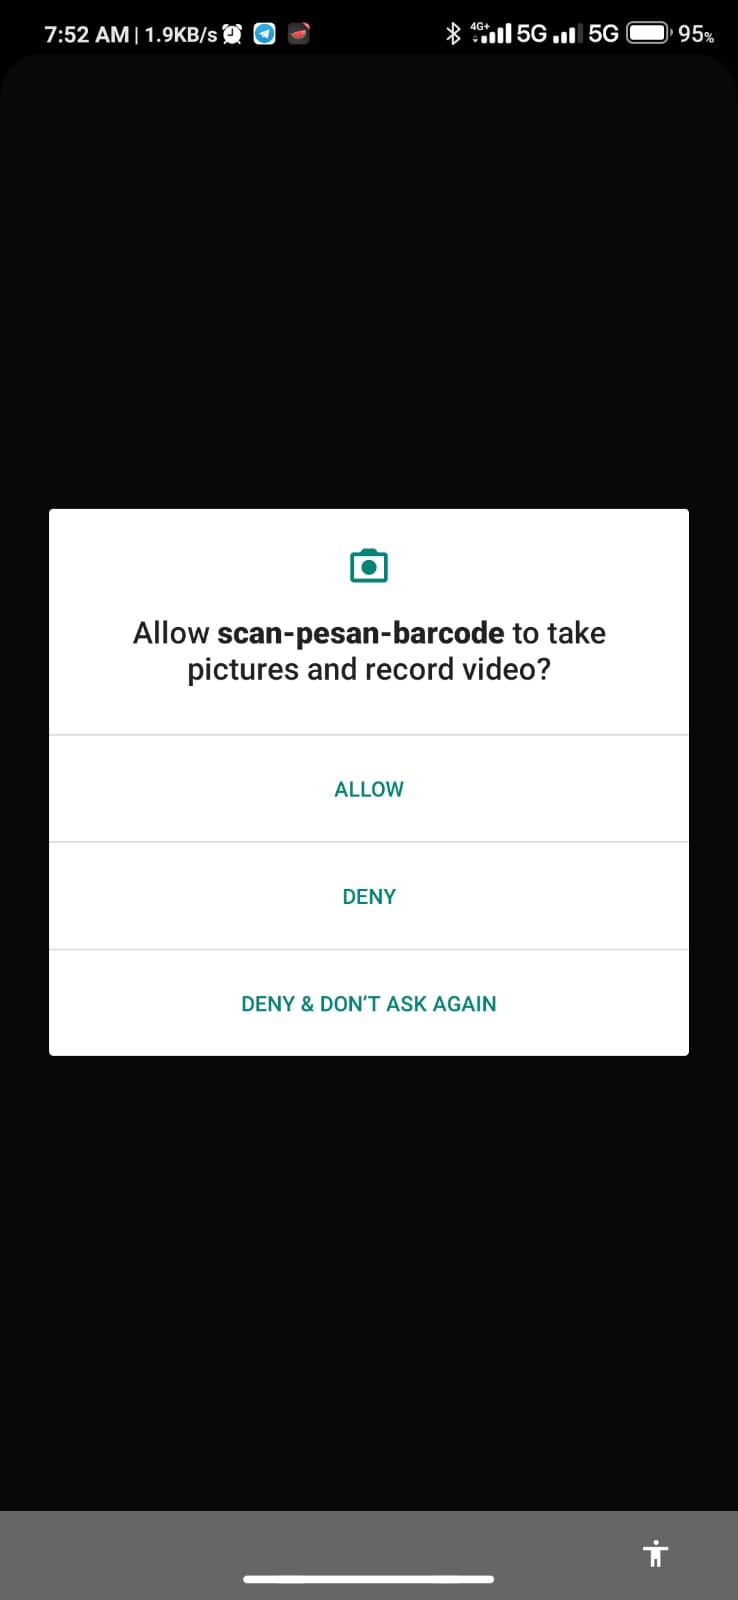 7:52 AM | 1.9KB/s 4G+ 5G 5G 95%
Allow scan-pesan-barcode to take
pictures and record video?
ALLOW
DENY
DENY & DON'T ASK AGAIN